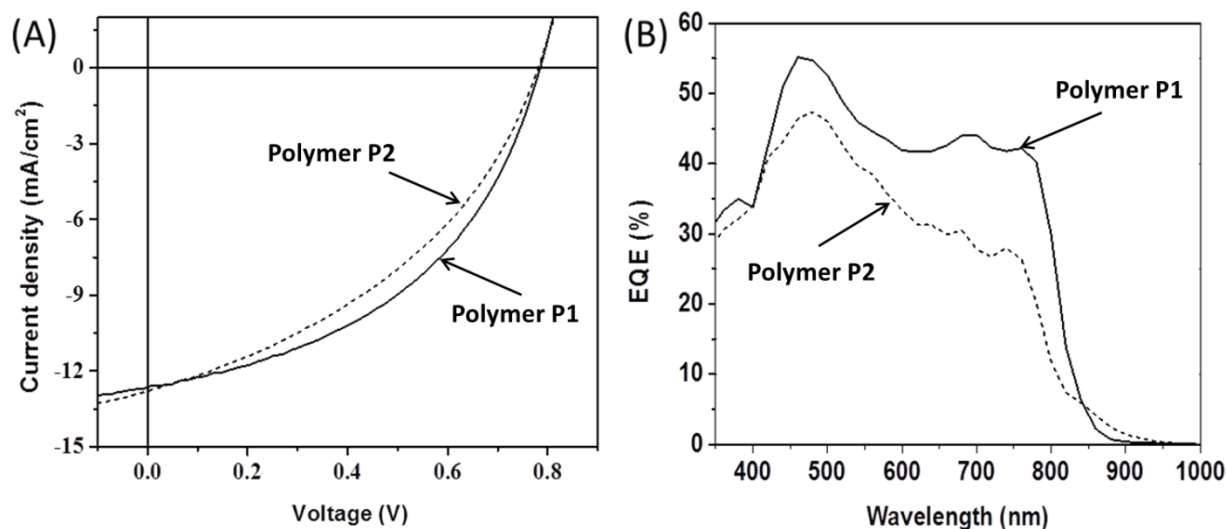 (A)
0
-3
-6
-9
-12
-15
0.0 0.2 0.4 0.6 0.8
Current density (mA/cm²)
Voltage (V)
Polymer P2
Polymer P1
(B)
60
50
40
30
20
10
0
400 500 600 700 800 900 1000
EQE (%)
Wavelength (nm)
Polymer P1
Polymer P2